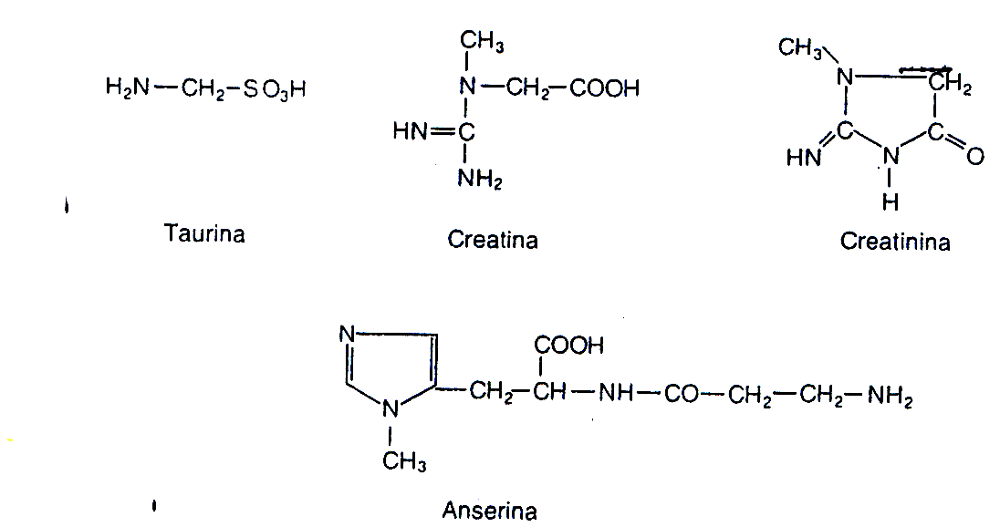 H₂N—CH₂—SO₃H
CH₃
N—CH₂—COOH
HN=C
NH₂
CH₃
N CH₂
C C
HN N O
H
Taurina
Creatina
Creatinina
N
COOH
CH₂—CH—NH—CO—CH₂—CH₂—NH₂
N
CH₃
Anserina